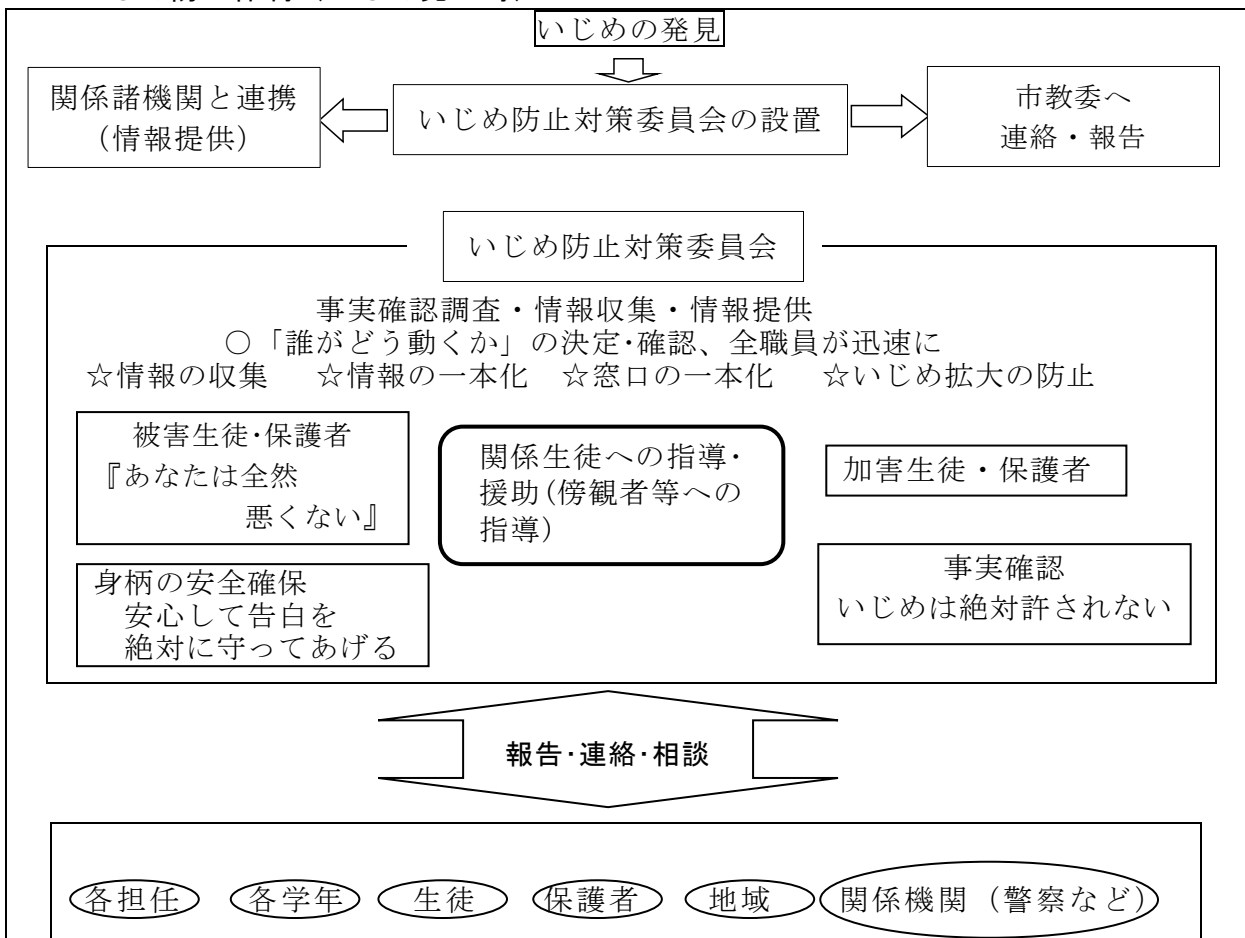 いじめの発見
関係諸機関と連携
(情報提供)
いじめ防止対策委員会の設置
市教委へ
連絡・報告
いじめ防止対策委員会
事実確認調査・情報収集・情報提供
○「誰がどう動くか」の決定･確認、全職員が迅速に
☆情報の収集 ☆情報の一本化 ☆窓口の一本化 ☆いじめ拡大の防止
被害生徒･保護者
『あなたは全然
悪くない』
関係生徒への指導･
援助(傍観者等への
指導)
加害生徒・保護者
身柄の安全確保
安心して告白を
絶対に守ってあげる
事実確認
いじめは絶対許されない
報告･連絡･相談
各担任 各学年 生徒 保護者 地域 関係機関（警察など）